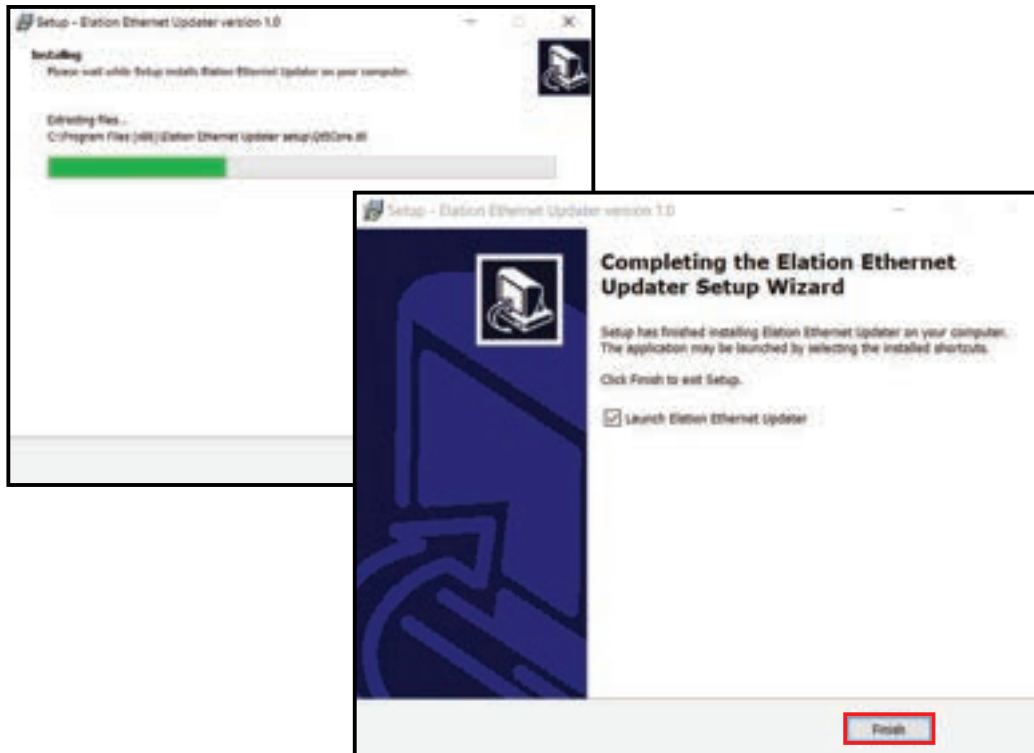 Setup - Elation Ethernet Updater version 1.0
Installing
Please wait while Setup installs Elation Ethernet Updater on your computer.
Extracting files...
C:\Program Files (x86)\Elation Ethernet Updater setup\Qt5Core.dll
Setup - Elation Ethernet Updater version 1.0
Completing the Elation Ethernet
Updater Setup Wizard
Setup has finished installing Elation Ethernet Updater on your computer.
The application may be launched by selecting the installed shortcuts.
Click Finish to exit Setup.
Launch Elation Ethernet Updater
Finish